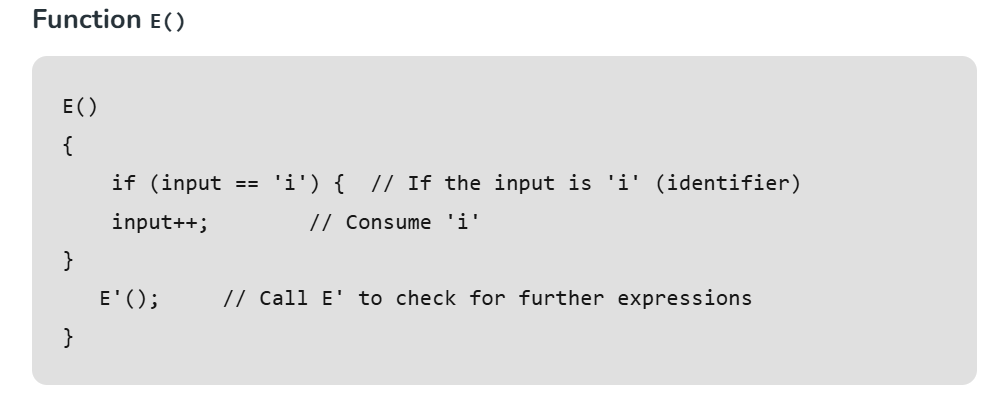 Function E()
E()
{
if (input == 'i') { // If the input is 'i' (identifier)
input++; // Consume 'i'
}
E'(); // Call E' to check for further expressions
}